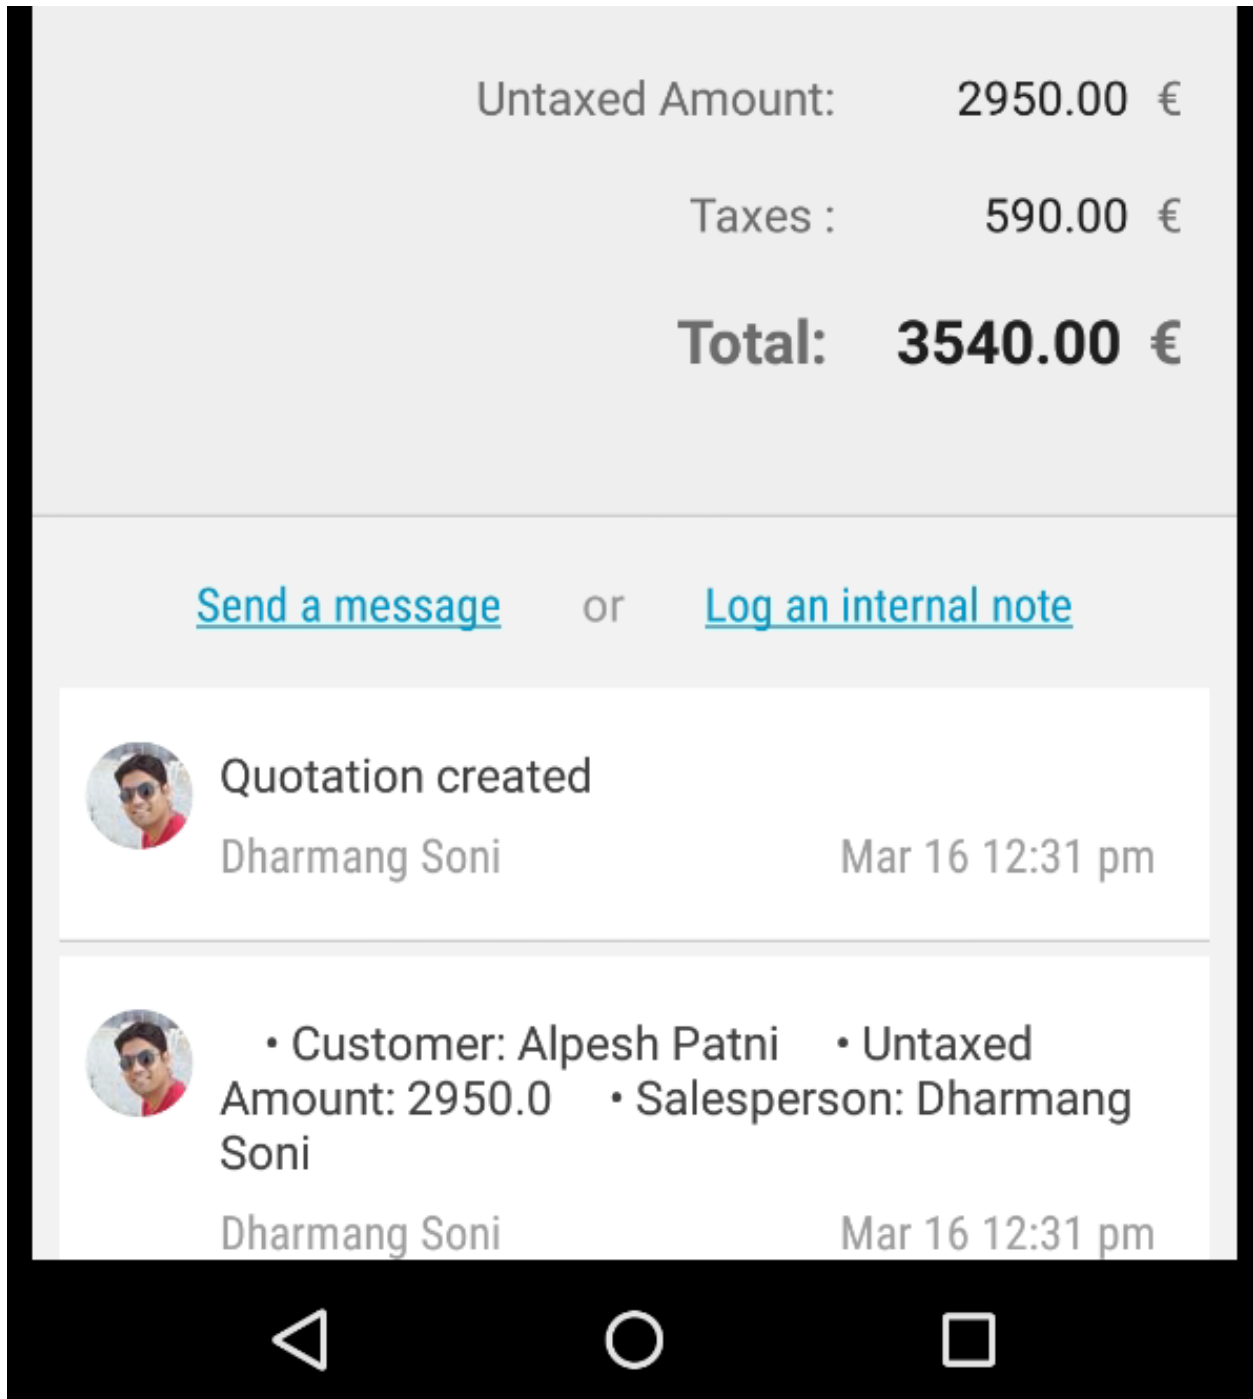 Untaxed Amount: 2950.00 €
Taxes : 590.00 €
Total: 3540.00 €
Send a message or Log an internal note
Quotation created
Dharmang Soni Mar 16 12:31 pm
• Customer: Alpesh Patni • Untaxed
Amount: 2950.0 • Salesperson: Dharmang
Soni
Dharmang Soni Mar 16 12:31 pm